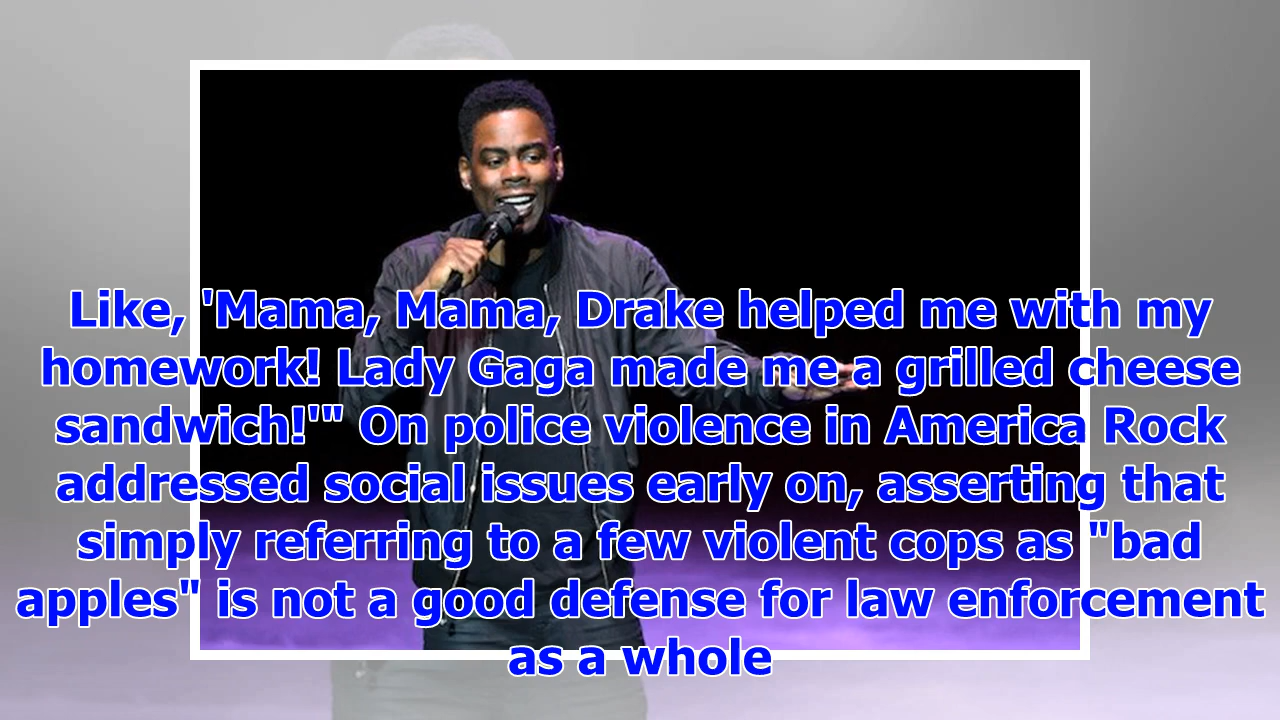 Like, 'Mama, Mama, Drake helped me with my
homework! Lady Gaga made me a grilled cheese
sandwich!'" On police violence in America Rock
addressed social issues early on, asserting that
simply referring to a few violent cops as "bad
apples" is not a good defense for law enforcement
as a whole